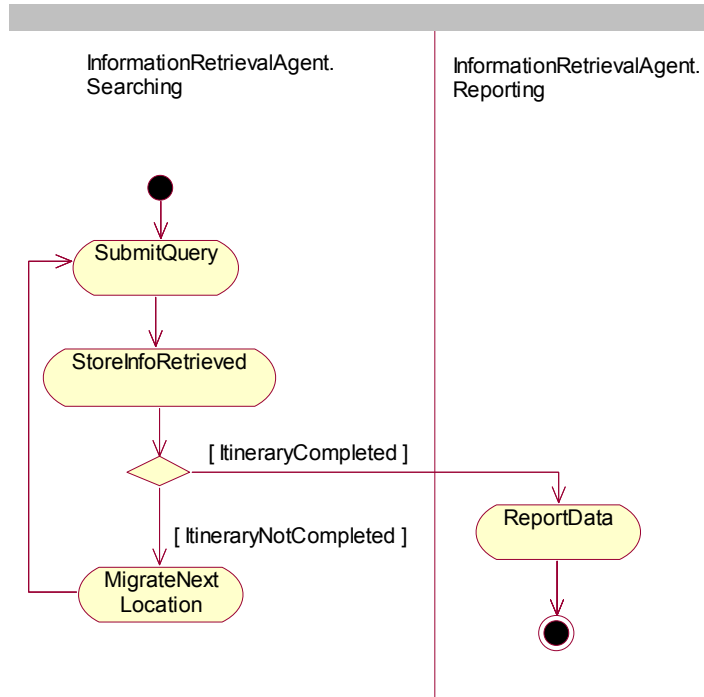 InformationRetrievalAgent.
Searching
InformationRetrievalAgent.
Reporting
SubmitQuery
StoreInfoRetrieved
[ ItineraryCompleted ]
ReportData
[ ItineraryNotCompleted ]
MigrateNext
Location